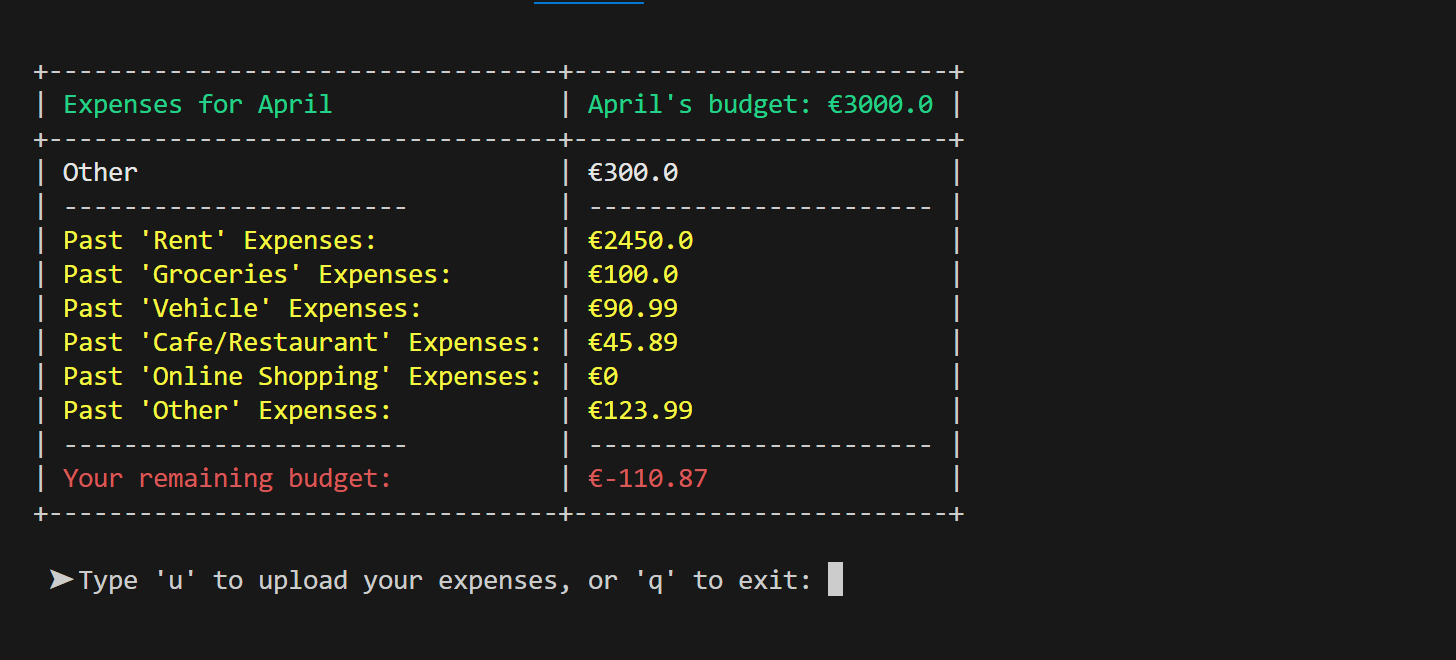 +----------------------------------+-------------------------+
| Expenses for April               | April's budget: €3000.0 |
+----------------------------------+-------------------------+
| Other                            | €300.0                  |
| -----------------------          | ----------------------- |
| Past 'Rent' Expenses:            | €2450.0                 |
| Past 'Groceries' Expenses:       | €100.0                  |
| Past 'Vehicle' Expenses:         | €90.99                  |
| Past 'Cafe/Restaurant' Expenses: | €45.89                  |
| Past 'Online Shopping' Expenses: | €0                      |
| Past 'Other' Expenses:           | €123.99                 |
| -----------------------          | ----------------------- |
| Your remaining budget:           | €-110.87                |
+----------------------------------+-------------------------+
➤Type 'u' to upload your expenses, or 'q' to exit: